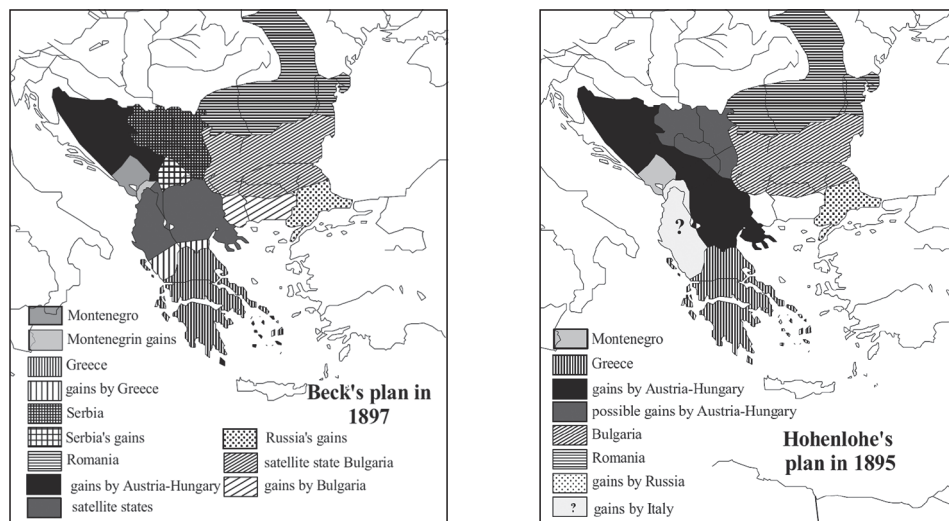 Montenegro
Montenegrin gains
Greece
gains by Greece
Serbia
Serbia's gains
Romania
gains by Austria-Hungary
satellite states
Beck's plan in
1897
Russia's gains
satellite state Bulgaria
gains by Bulgaria
?
Montenegro
Greece
gains by Austria-Hungary
possible gains by Austria-Hungary
Bulgaria
Romania
gains by Russia
? gains by Italy
Hohenlohe's
plan in 1895